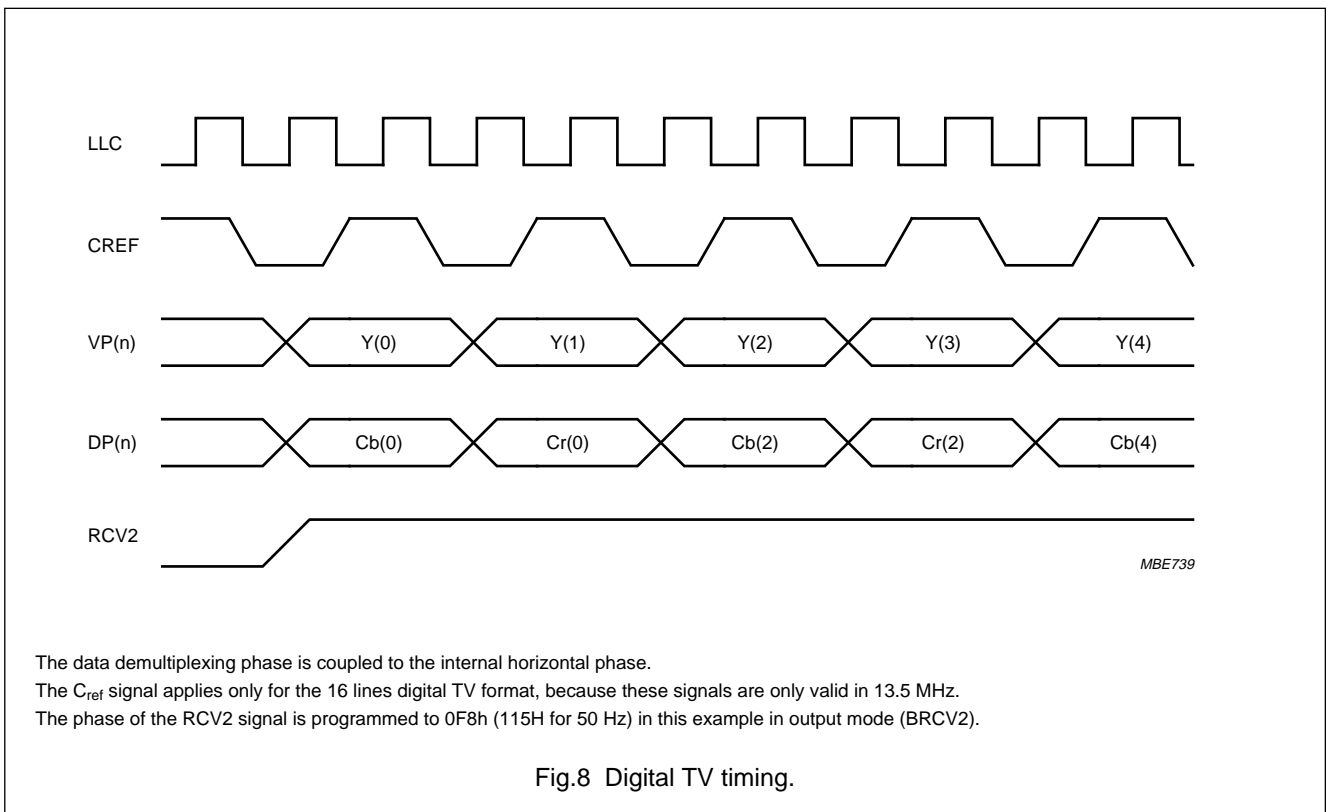 LLC
CREF
VP(n) Y(0) Y(1) Y(2) Y(3) Y(4)
DP(n) Cb(0) Cr(0) Cb(2) Cr(2) Cb(4)
RCV2
MBE739
The data demultiplexing phase is coupled to the internal horizontal phase.
The Cref signal applies only for the 16 lines digital TV format, because these signals are only valid in 13.5 MHz.
The phase of the RCV2 signal is programmed to 0F8h (115H for 50 Hz) in this example in output mode (BRCV2).
Fig.8 Digital TV timing.